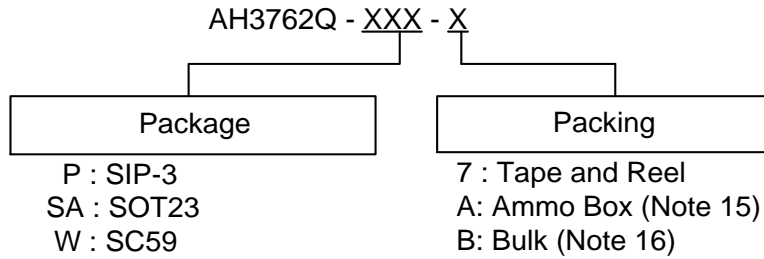 AH3762Q - XXX - X
Package
Packing
P : SIP-3
SA : SOT23
W : SC59
7 : Tape and Reel
A: Ammo Box (Note 15)
B: Bulk (Note 16)